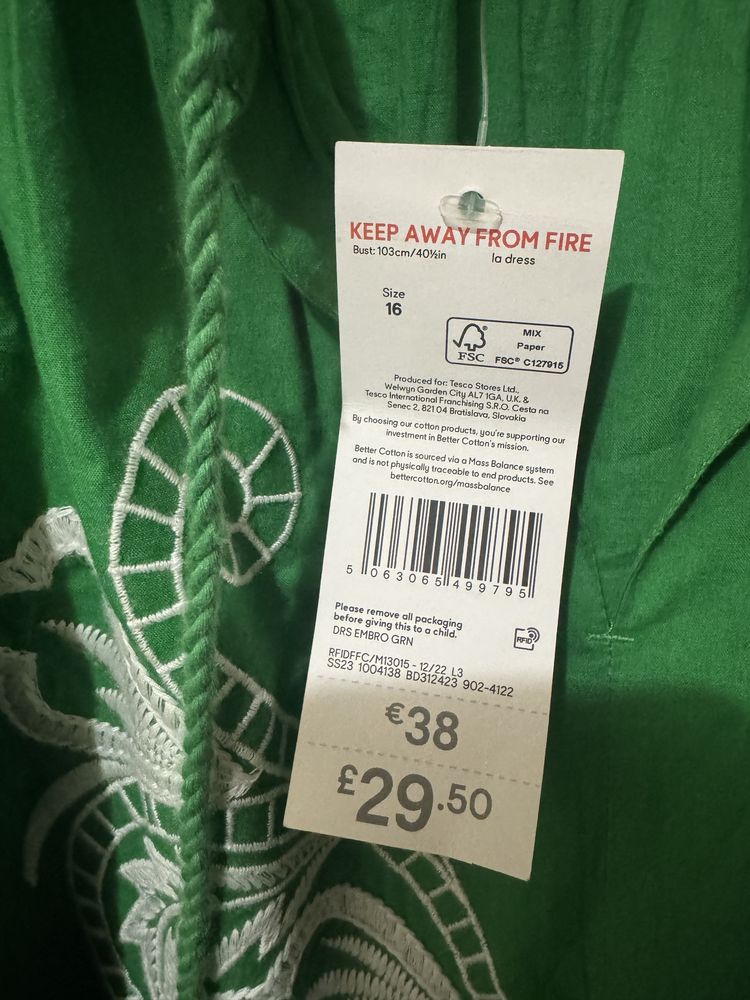 KEEP AWAY FROM FIRE
Bust: 103cm/40½in
la dress
Size
16
FSC
MIX
Paper
FSC® C127915
Produced for: Tesco Stores Ltd.,
Welwyn Garden City AL7 1GA, U.K. &
Tesco International Franchising S.R.O. Cesta na
Senec 2, 821 04 Bratislava, Slovakia
By choosing our cotton products, you're supporting our
investment in Better Cotton's mission.
Better Cotton is sourced via a Mass Balance system
and is not physically traceable to end products. See
bettercotton.org/massbalance
5 063065 499795
Please remove all packaging
before giving this to a child.
DRS EMBRO GRN
RFID
RFIDFFC/M13015 - 12/22 L3
SS23 1004138 BD312423 902-4122
€38
£29.50